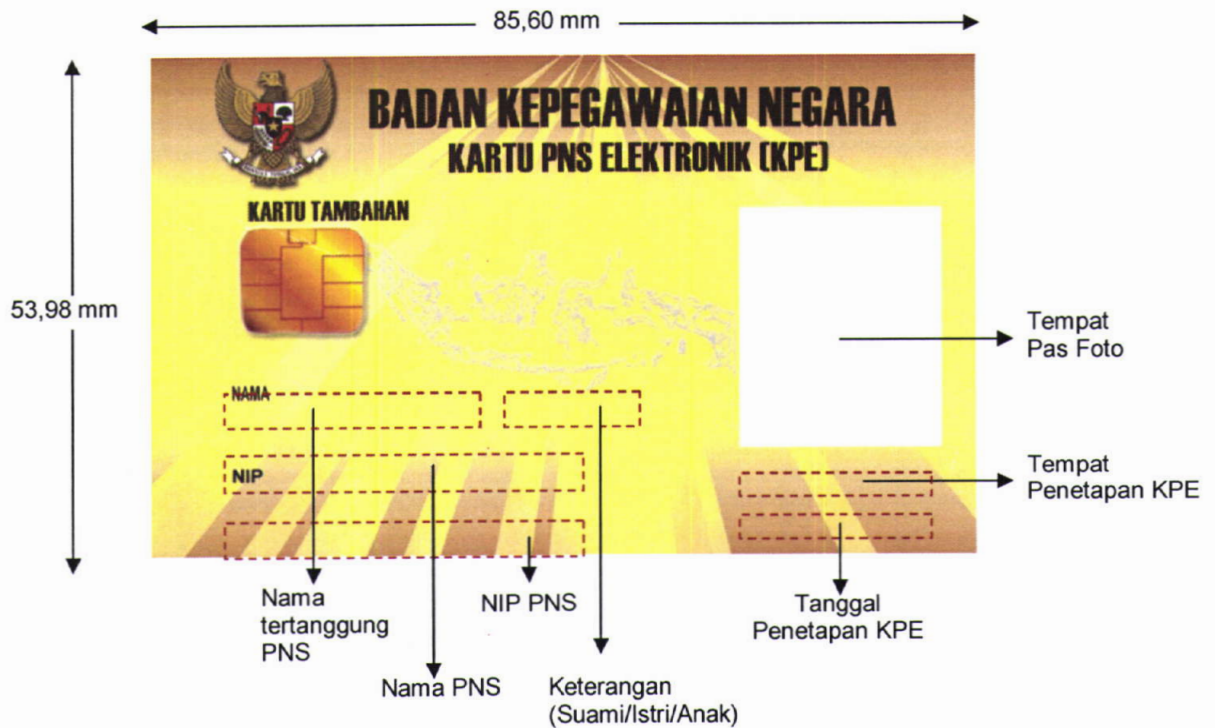 85,60 mm
BADAN KEPEGAWAIAN NEGARA
KARTU PNS ELEKTRONIK (KPE)
KARTU TAMBAHAN
53,98 mm
Tempat
Pas Foto
NAMA
NIP
Tempat
Penetapan KPE
Nama
tertanggung
PNS
NIP PNS
Tanggal
Penetapan KPE
Nama PNS
Keterangan
(Suami/Istri/Anak)